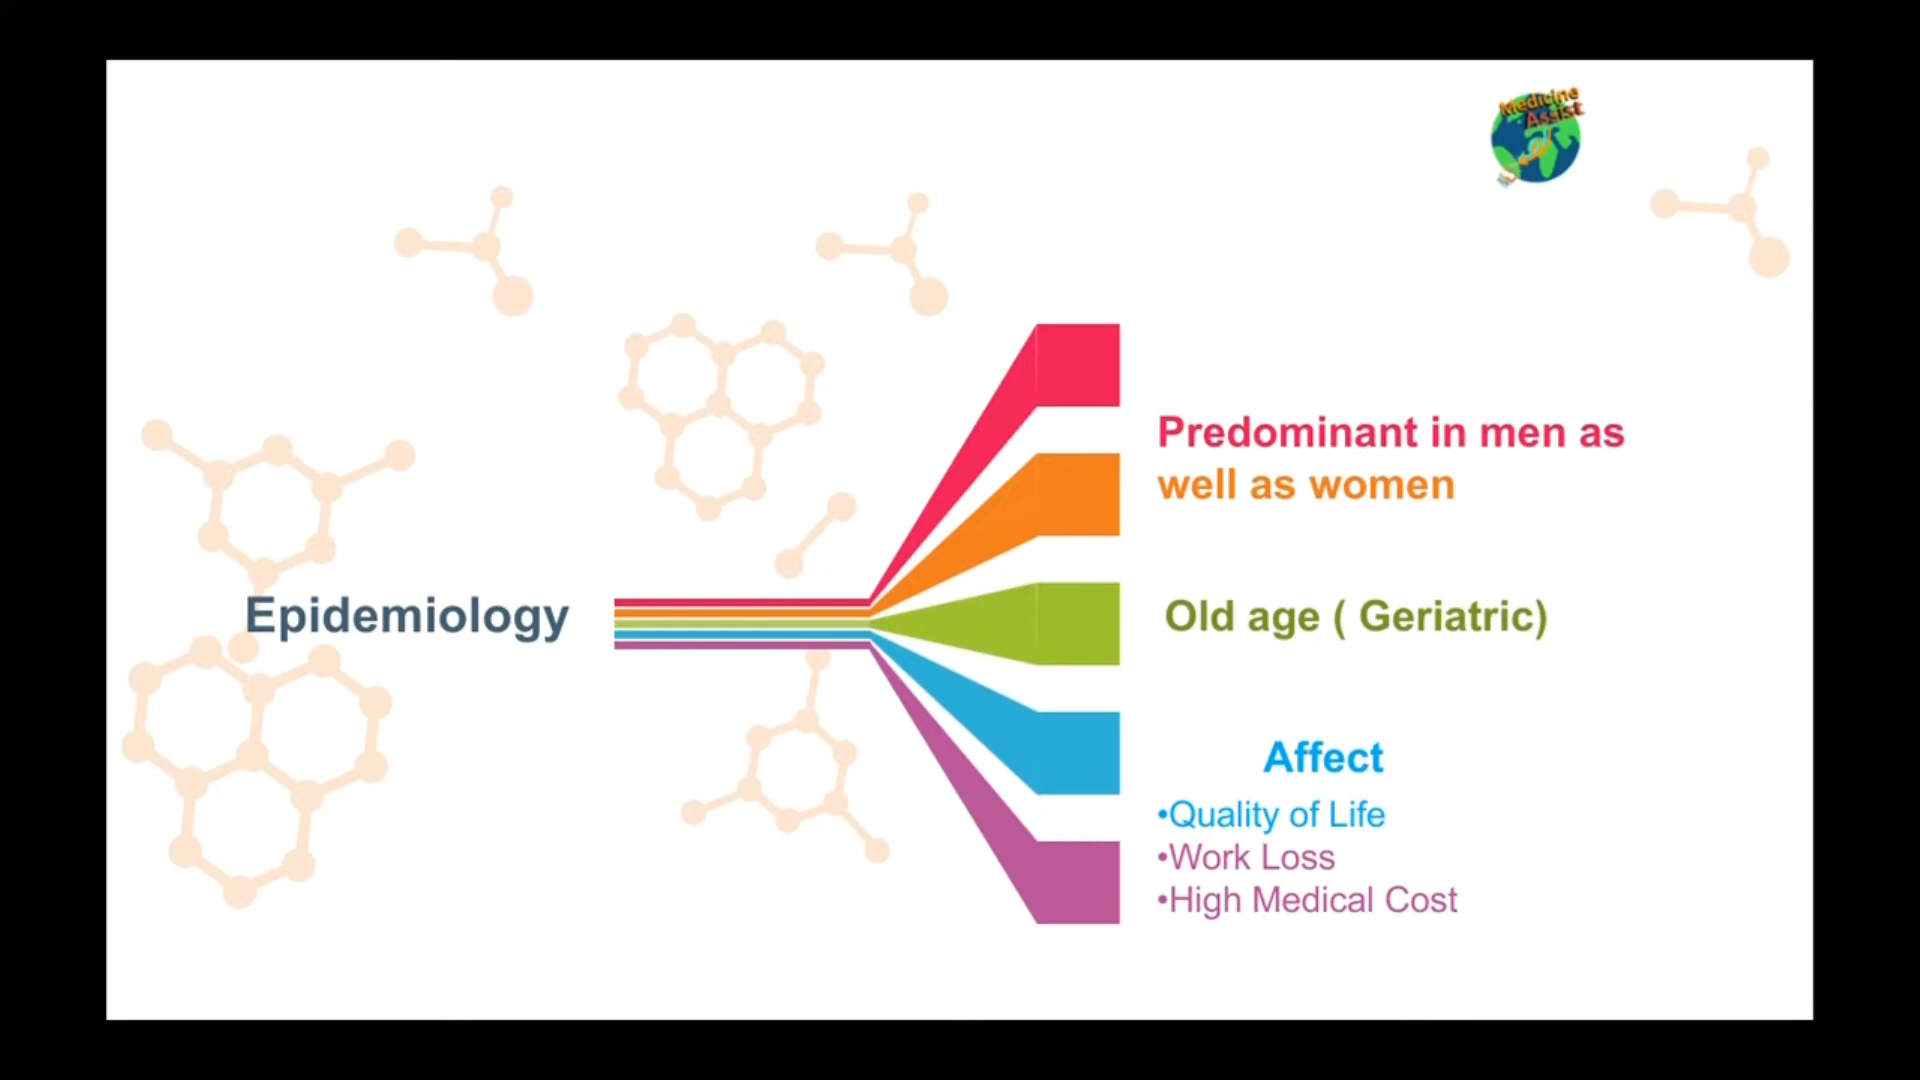 Medicine
Assist
Predominant in men as
well as women
Epidemiology
Old age ( Geriatric)
Affect
•Quality of Life
•Work Loss
•High Medical Cost